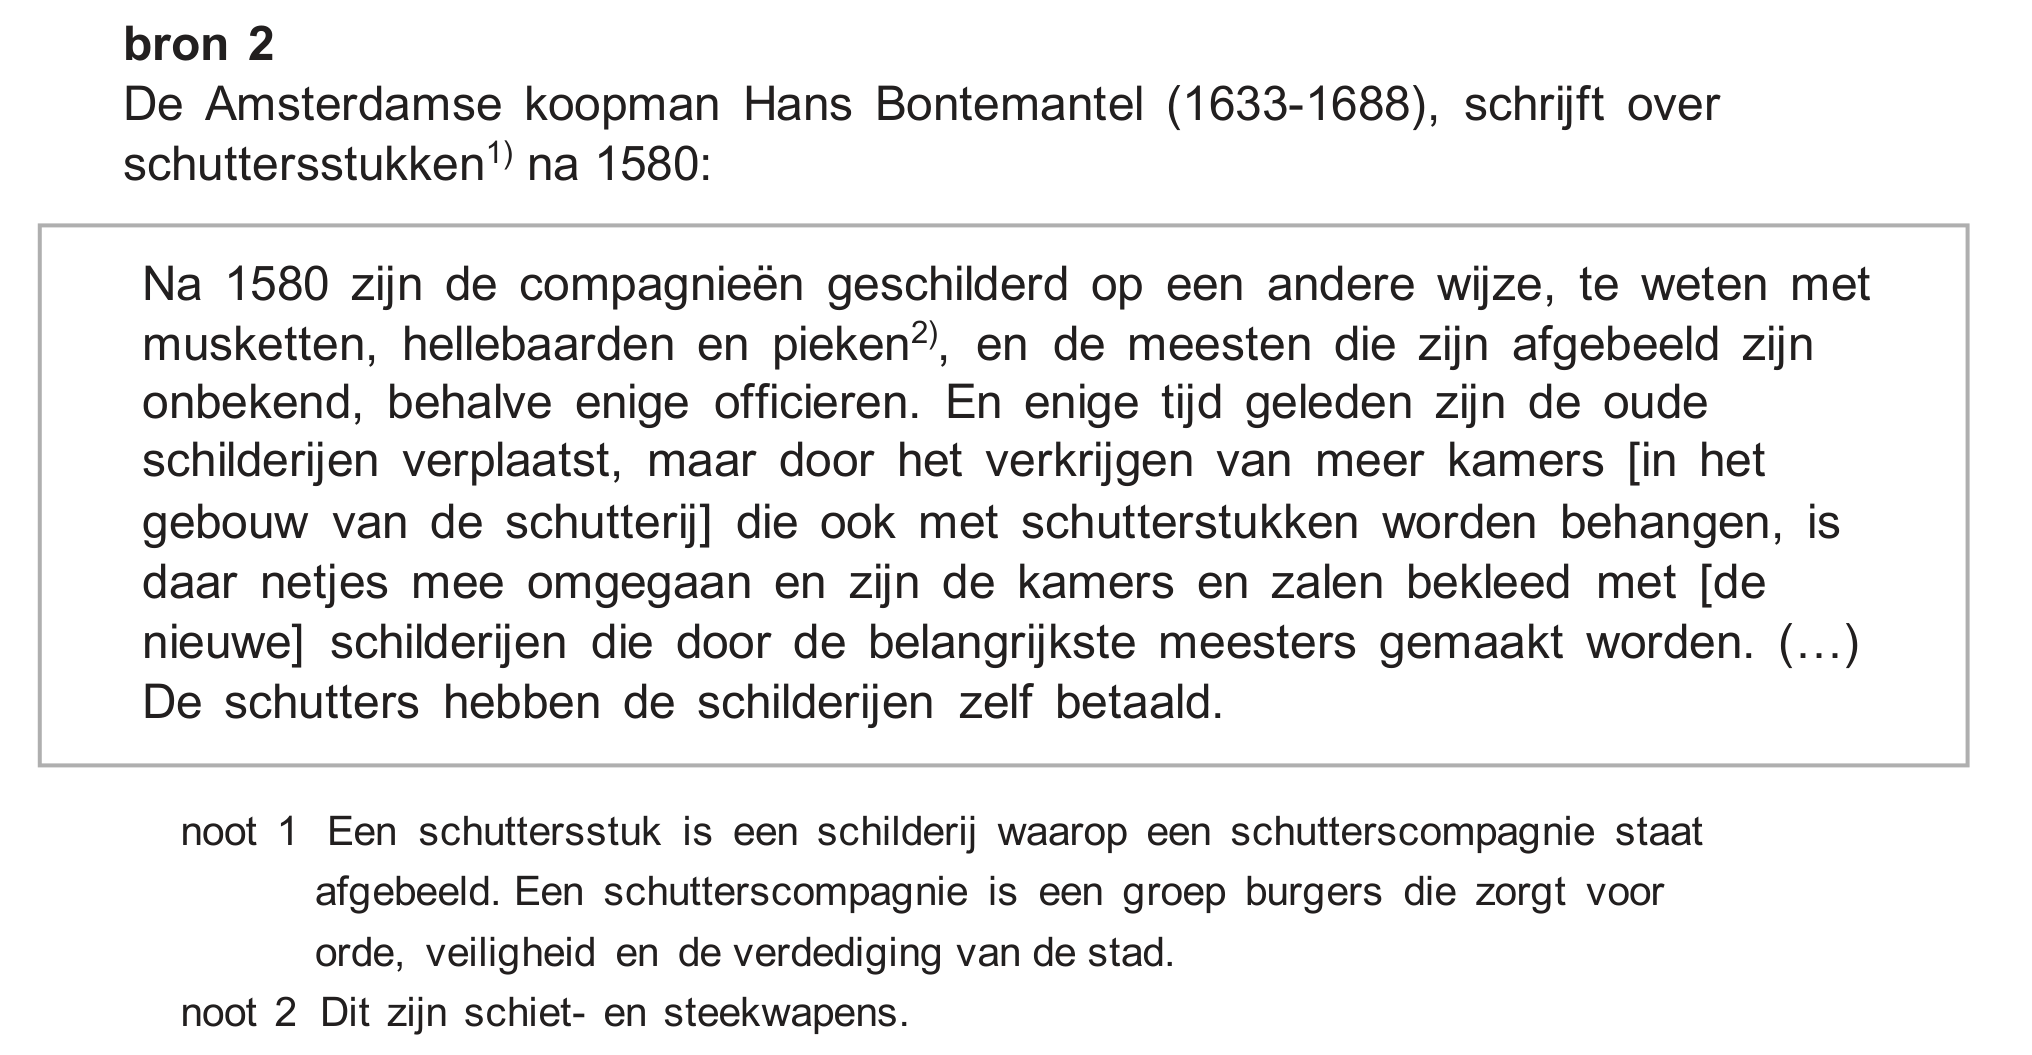 bron 2
De Amsterdamse koopman Hans Bontemantel (1633-1688), schrijft over
schuttersstukken1) na 1580:
Na 1580 zijn de compagnieën geschilderd op een andere wijze, te weten met
musketten, hellebaarden en pieken2), en de meesten die zijn afgebeeld zijn
onbekend, behalve enige officieren. En enige tijd geleden zijn de oude
schilderijen verplaatst, maar door het verkrijgen van meer kamers [in het
gebouw van de schutterij] die ook met schutterstukken worden behangen, is
daar netjes mee omgegaan en zijn de kamers en zalen bekleed met [de
nieuwe] schilderijen die door de belangrijkste meesters gemaakt worden. (…)
De schutters hebben de schilderijen zelf betaald.
noot 1 Een schuttersstuk is een schilderij waarop een schutterscompagnie staat
afgebeeld. Een schutterscompagnie is een groep burgers die zorgt voor
orde, veiligheid en de verdediging van de stad.
noot 2 Dit zijn schiet- en steekwapens.